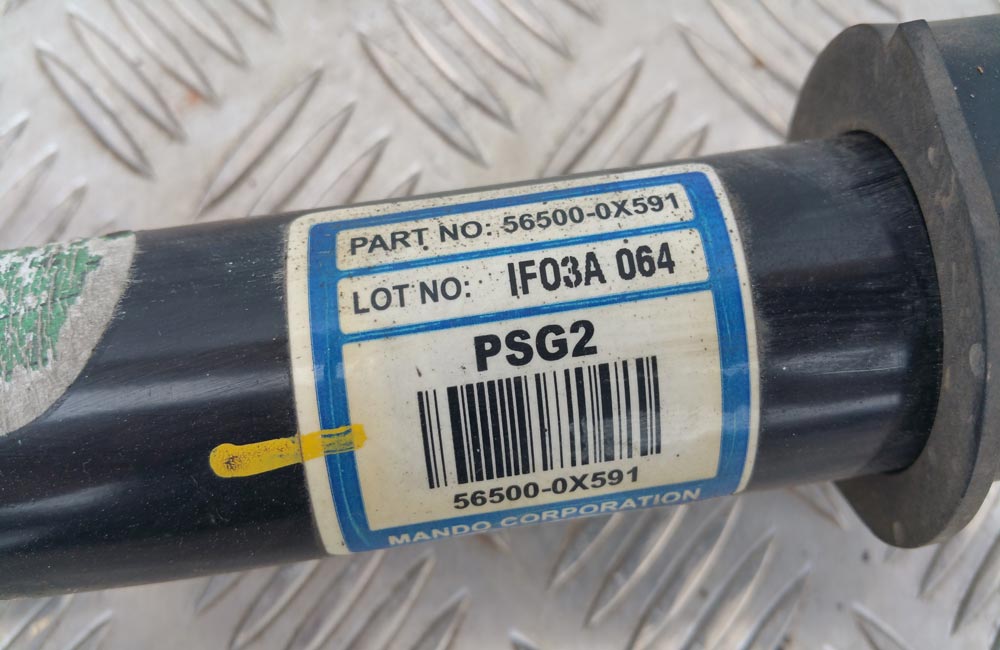 PART NO: 56500-0X591
LOT NO: IF03A 064
PSG2
56500-0X591
MANDO CORPORATION